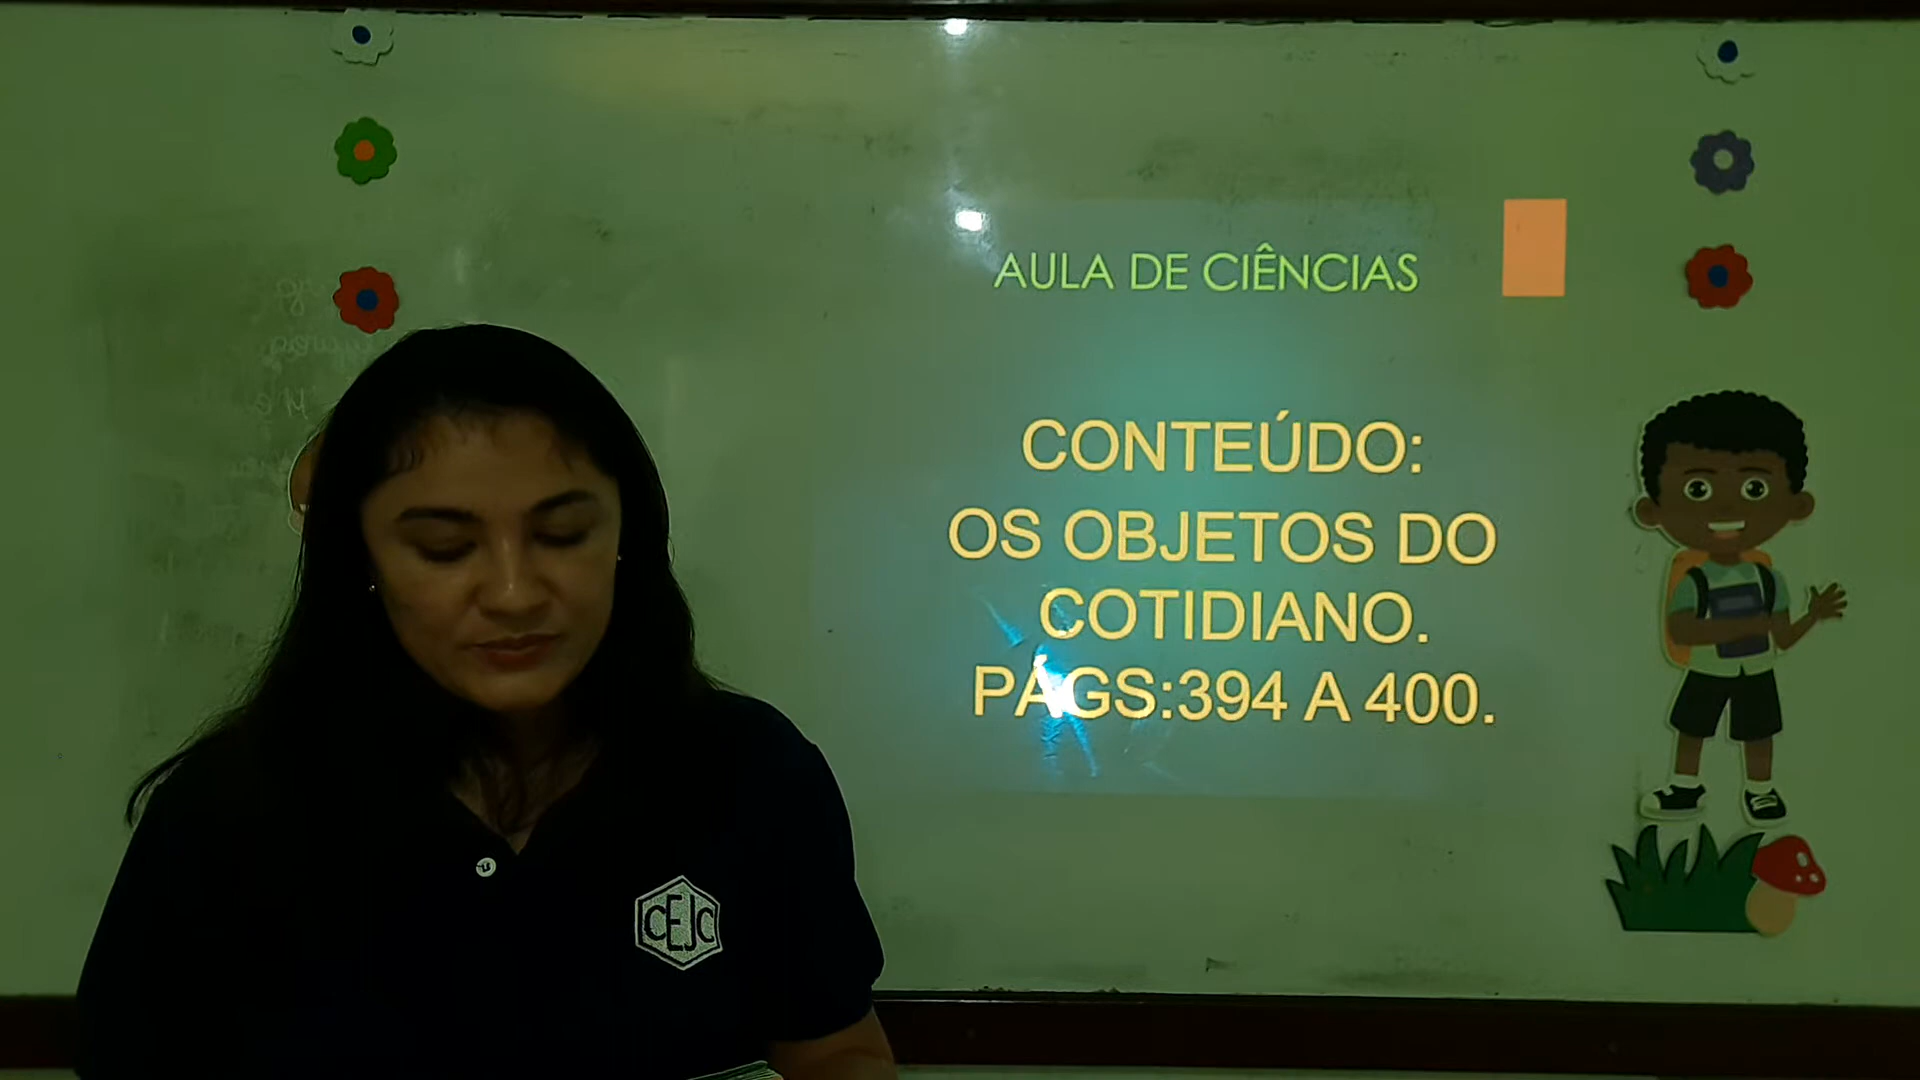 AULA DE CIÊNCIAS
CONTEÚDO:
OS OBJETOS DO
COTIDIANO.
PÁGS:394 A 400.
CEJC